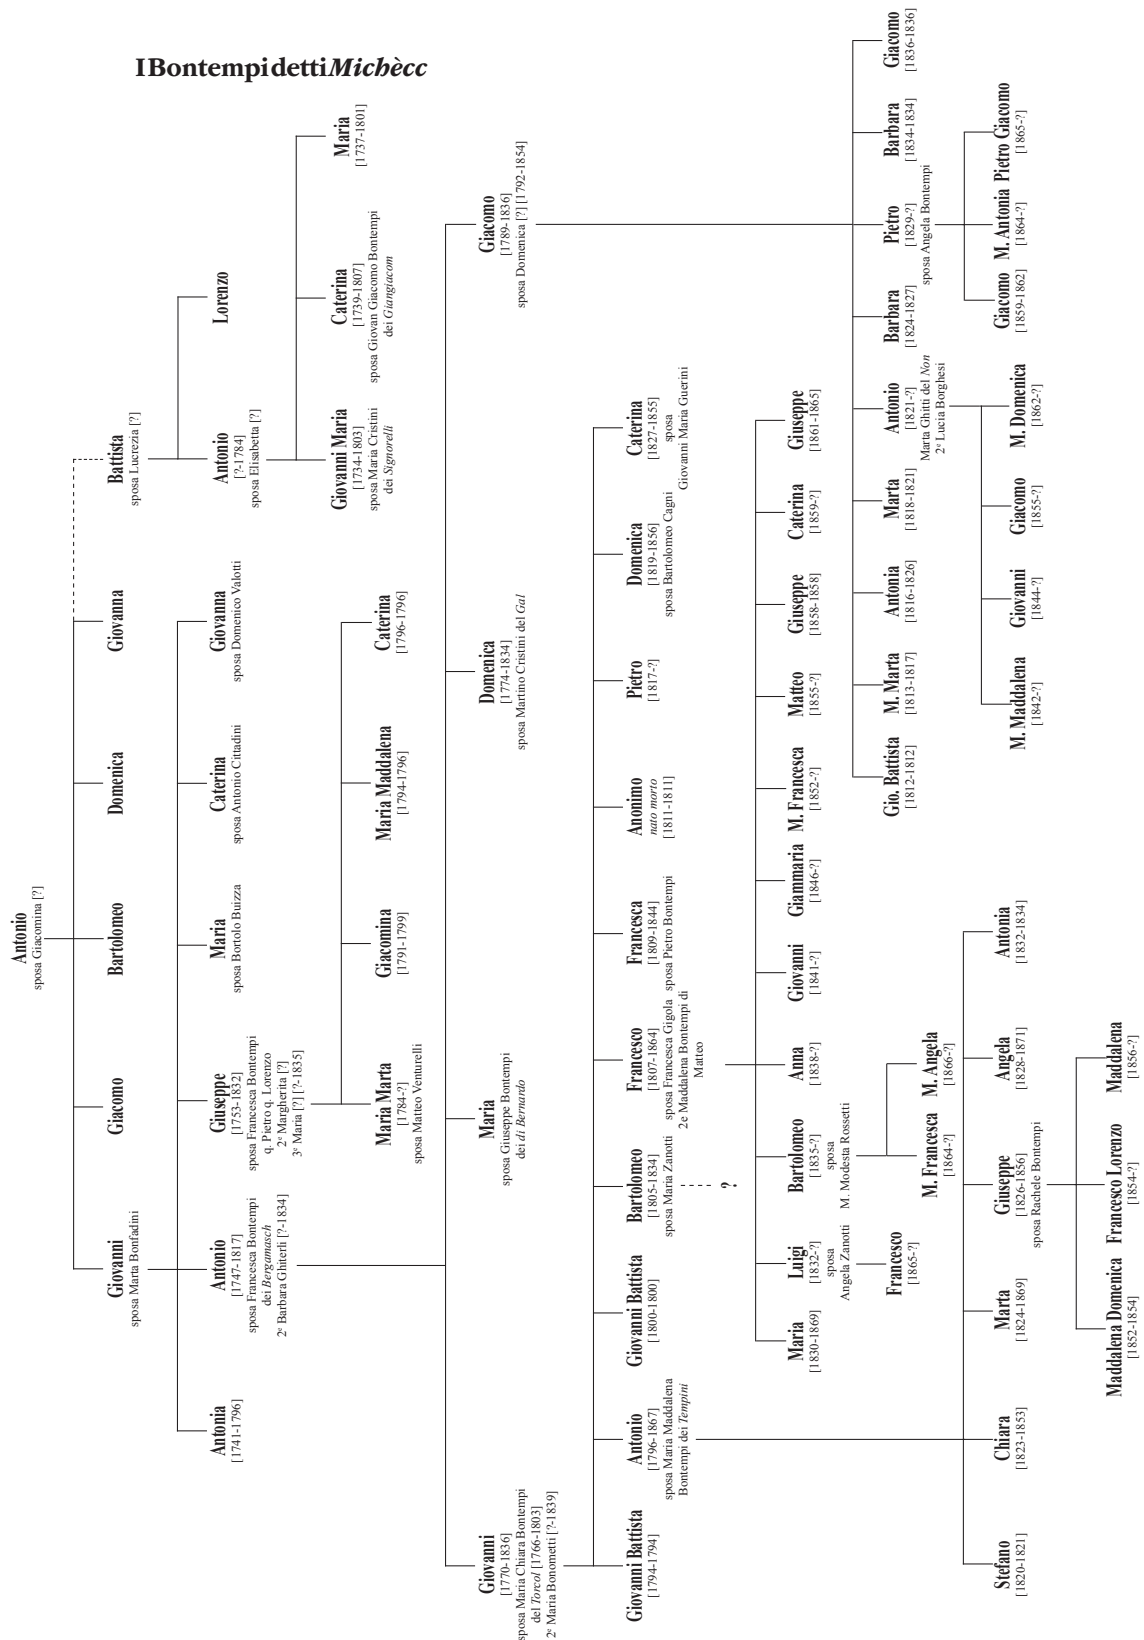 I Bontempi detti Michècc
Antonio
sposa Giacomina [?]
Giovanni
sposa Marta Bonfadini
Giacomo
Bartolomeo
Domenica
Giovanna
Battista
sposa Lucrezia [?]
Antonia
[1741-1796]
Antonio
[1747-1817]
sposa Francesca Bontempi
dei Bergamasch
2ª Barbara Ghiterli [?-1834]
Giuseppe
[1753-1832]
sposa Francesca Bontempi
q. Pietro q. Lorenzo
2ª Margherita [?]
3ª Maria [?] [?-1835]
Maria
sposa Bortolo Buizza
Caterina
sposa Antonio Cittadini
Giovanna
sposa Domenico Valotti
Antonio
[?-1784]
sposa Elisabetta [?]
Lorenzo
Maria Marta
[1784-?]
sposa Matteo Venturelli
Giacomina
[1791-1799]
Maria Maddalena
[1794-1796]
Caterina
[1796-1796]
Giovanni Maria
[1734-1803]
sposa Maria Cristini
dei Signorelli
Caterina
[1739-1807]
sposa Giovan Giacomo Bontempi
dei Giangiacom
Maria
[1737-1801]
Giovanni
[1770-1836]
sposa Maria Chiara Bontempi
del Torcol [1766-1803]
2ª Maria Bonometti [?-1839]
Maria
sposa Giuseppe Bontempi
dei di Bernardo
Domenica
[1774-1834]
sposa Martino Cristini del Gal
Giacomo
[1789-1836]
sposa Domenica [?] [1792-1854]
Giovanni Battista
[1794-1794]
Antonio
[1796-1867]
sposa Maria Maddalena
Bontempi dei Tempini
Giovanni Battista
[1800-1800]
Bartolomeo
[1805-1834]
sposa Maria Zanotti
?
Francesco
[1807-1864]
sposa Francesca Gigola
2e Maddalena Bontempi di
Matteo
Francesca
[1809-1844]
sposa Pietro Bontempi
Anonimo
nato morto
[1811-1811]
Pietro
[1817-?]
Domenica
[1819-1856]
sposa Bartolomeo Cagni
Caterina
[1827-1855]
sposa
Giovanni Maria Guerini
Maria
[1830-1869]
Luigi
[1832-?]
sposa
Angela Zanotti
Bartolomeo
[1835-?]
sposa
M. Modesta Rossetti
Anna
[1838-?]
Giovanni
[1841-?]
Giammaria
[1846-?]
M. Francesca
[1852-?]
Matteo
[1855-?]
Giuseppe
[1858-1858]
Caterina
[1859-?]
Giuseppe
[1861-1865]
Francesco
[1865-?]
M. Francesca
[1864-?]
M. Angela
[1866-?]
Gio. Battista
[1812-1812]
M. Marta
[1813-1817]
Antonia
[1816-1826]
Marta
[1818-1821]
Antonio
[1821-?]
Marta Ghitti del Non
2ª Lucia Borghesi
Barbara
[1824-1827]
Pietro
[1829-?]
sposa Angela Bontempi
Barbara
[1834-1834]
Giacomo
[1836-1836]
Stefano
[1820-1821]
Chiara
[1823-1853]
Marta
[1824-1869]
Giuseppe
[1826-1856]
sposa Rachele Bontempi
Angela
[1828-1871]
Antonia
[1832-1834]
M. Maddalena
[1842-?]
Giovanni
[1844-?]
Giacomo
[1855-?]
M. Domenica
[1862-?]
Giacomo
[1859-1862]
M. Antonia
[1864-?]
Pietro Giacomo
[1865-?]
Maddalena Domenica
[1852-1854]
Francesco Lorenzo
[1854-?]
Maddalena
[1856-?]